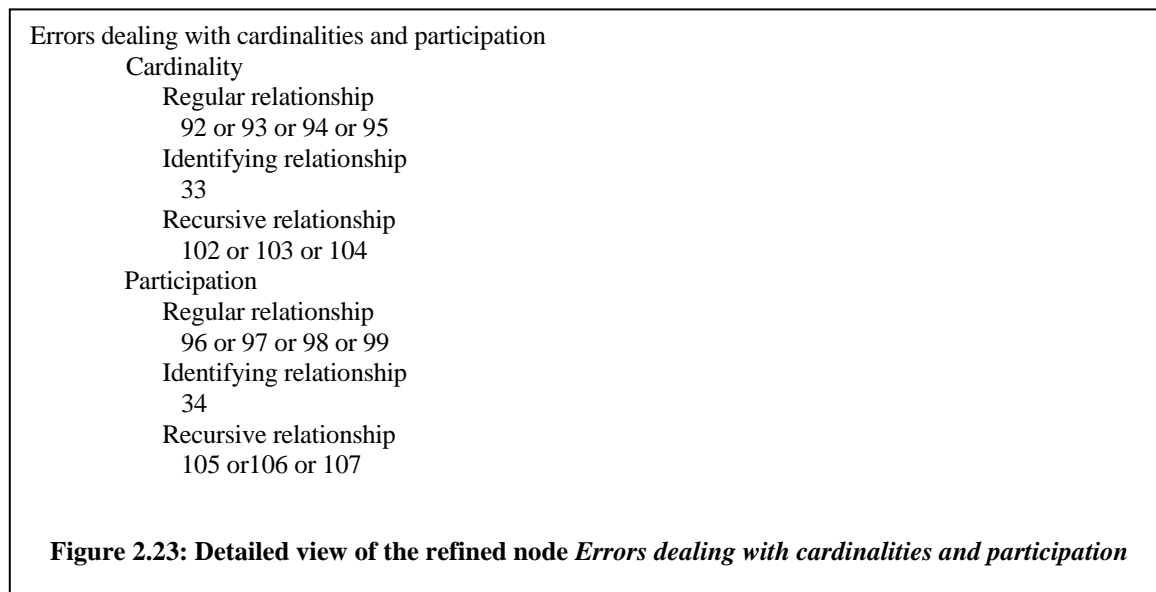 Errors dealing with cardinalities and participation
Cardinality
Regular relationship
92 or 93 or 94 or 95
Identifying relationship
33
Recursive relationship
102 or 103 or 104
Participation
Regular relationship
96 or 97 or 98 or 99
Identifying relationship
34
Recursive relationship
105 or106 or 107
Figure 2.23: Detailed view of the refined node Errors dealing with cardinalities and participation